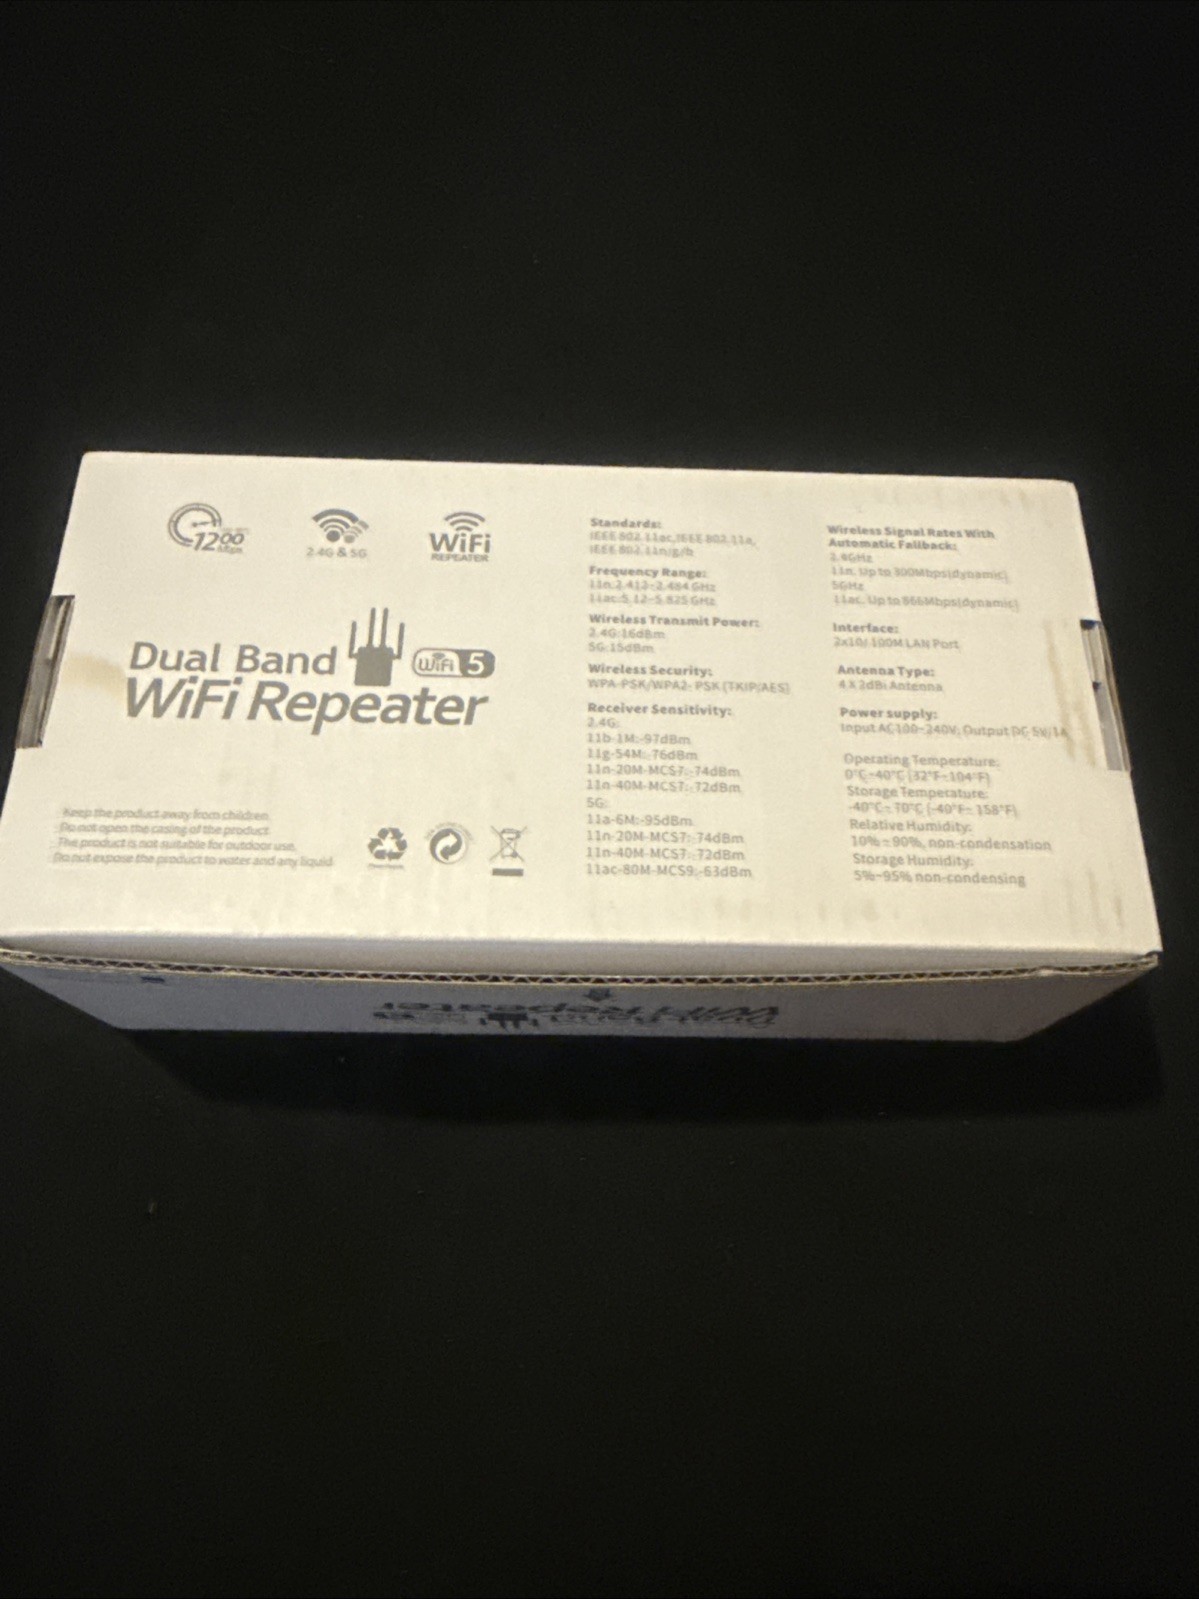 1200
Mbps
2.4G & 5G
WiFi
REPEATER
Dual Band
WiFi 5
WiFi Repeater
Keep the product away from children.
Do not open the casing of the product.
The product is not suitable for outdoor use.
Do not expose the product to water and any liquid.
Standards:
IEEE 802.11ac,IEEE 802.11a,
IEEE 802.11n/g/b
Frequency Range:
11n:2.412~2.484 GHz
11ac:5.12~5.825 GHz
Wireless Transmit Power:
2.4G:16dBm
5G:15dBm
Wireless Security:
WPA-PSK/WPA2- PSK (TKIP/AES)
Receiver Sensitivity:
2.4G:
11b-1M:-97dBm
11g-54M:-76dBm
11n-20M-MCS7:-74dBm
11n-40M-MCS7:-72dBm
5G:
11a-6M:-95dBm
11n-20M-MCS7:-74dBm
11n-40M-MCS7:-72dBm
11ac-80M-MCS9:-63dBm
Wireless Signal Rates With
Automatic Fallback:
2.4GHz
11n. Up to 300Mbps(dynamic)
5GHz
11ac. Up to 866Mbps(dynamic)
Interface:
2x10/ 100M LAN Port
Antenna Type:
4 X 2dBi Antenna
Power supply:
Input AC 100~240V; Output DC 5V/1A
Operating Temperature:
0°C~40°C (32°F~104°F)
Storage Temperature:
-40°C~ 70°C (-40°F~ 158°F)
Relative Humidity:
10% ~ 90%, non-condensation
Storage Humidity:
5%~95% non-condensing
Dual Band
WiFi Repeater